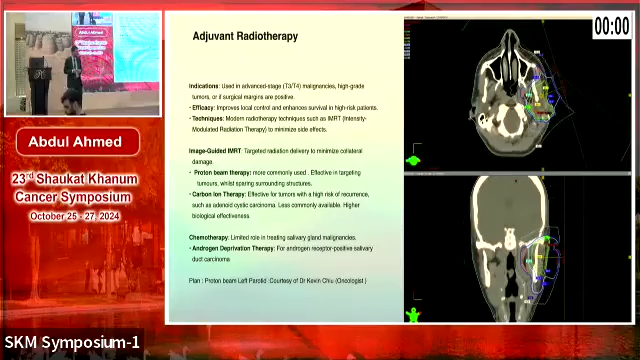 Abdul Ahmed
23rd Shaukat Khanum
Cancer Symposium
October 25 - 27, 2024
SKM Symposium-1
Adjuvant Radiotherapy
Indications: Used in advanced-stage (T3/T4) malignancies, high-grade
tumors, or if surgical margins are positive.
• Efficacy: Improves local control and enhances survival in high-risk patients.
• Techniques: Modern radiotherapy techniques such as IMRT (Intensity-
Modulated Radiation Therapy) to minimize side effects.
Image-Guided IMRT: Targeted radiation delivery to minimize collateral
damage.
• Proton beam therapy: more commonly used . Effective in targeting
tumours, whilst sparing surrounding structures.
• Carbon Ion Therapy: Effective for tumors with a high risk of recurrence,
such as adenoid cystic carcinoma. Less commonly available. Higher
biological effectiveness.
Chemotherapy: Limited role in treating salivary gland malignancies.
• Androgen Deprivation Therapy: For androgen receptor-positive salivary
duct carcinoma
Plan : Proton beam Left Parotid :Courtesy of Dr Kevin Chiu (Oncologist )
00:00